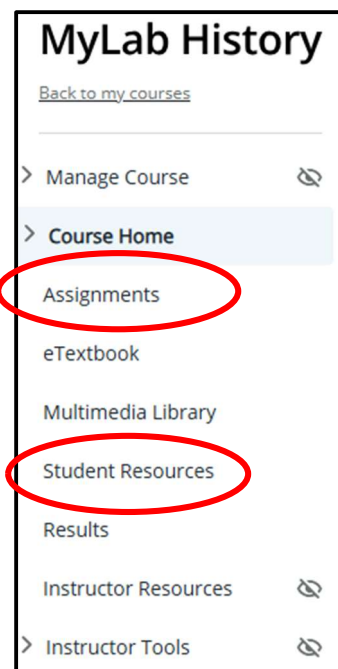 MyLab History
Back to my courses
Manage Course
Course Home
Assignments
eTextbook
Multimedia Library
Student Resources
Results
Instructor Resources
Instructor Tools